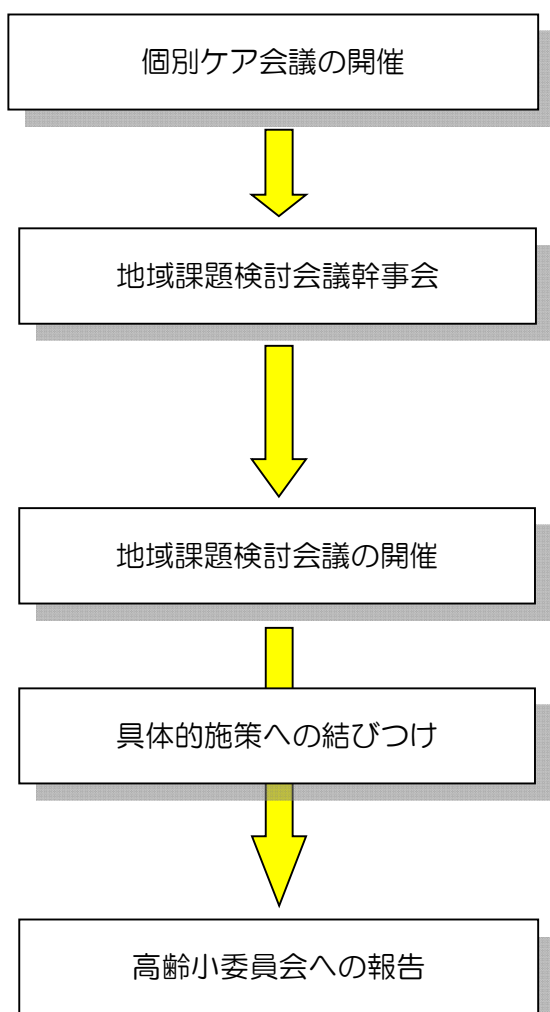 個別ケア会議の開催
地域課題検討会議幹事会
地域課題検討会議の開催
具体的施策への結びつけ
高齢小委員会への報告